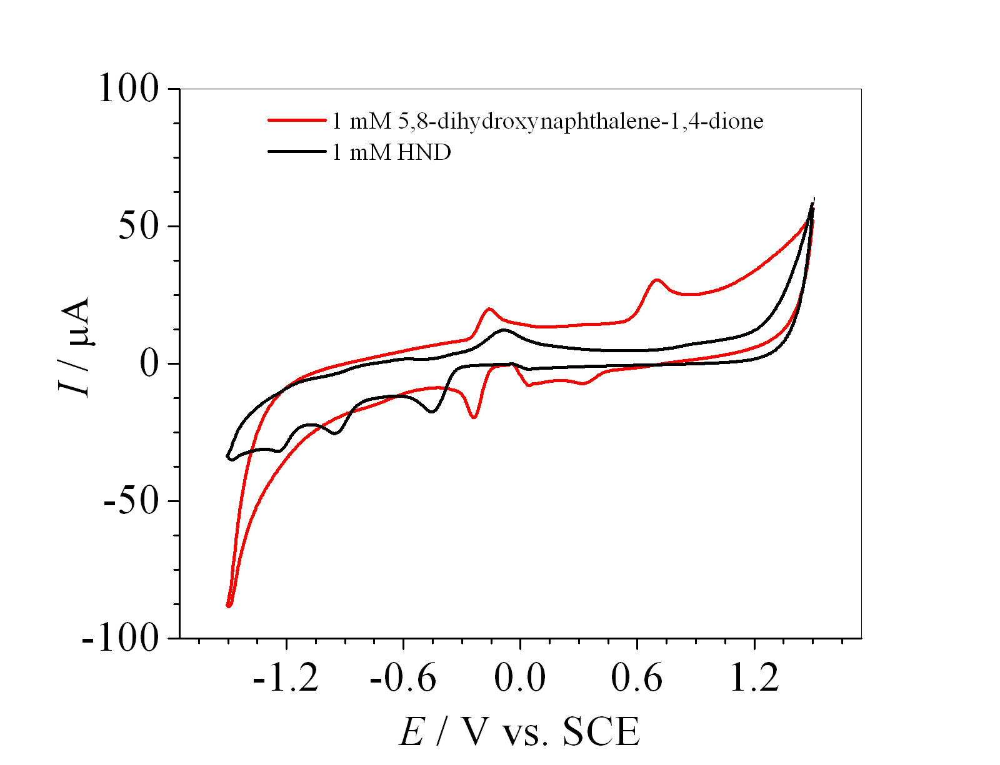 100
50
0
-50
-100
I / µA
1 mM 5,8-dihydroxynaphthalene-1,4-dione
1 mM HND
-1.2 -0.6 0.0 0.6 1.2
E / V vs. SCE